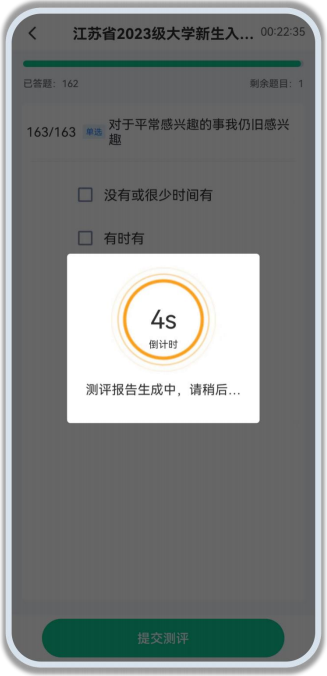 江苏省2023级大学新生入... 00:22:35
已答题：162 剩余题目：1
163/163 单选 对于平常感兴趣的事我仍旧感兴
趣
没有或很少时间有
有时有
4s
倒计时
测评报告生成中，请稍后...
提交测评